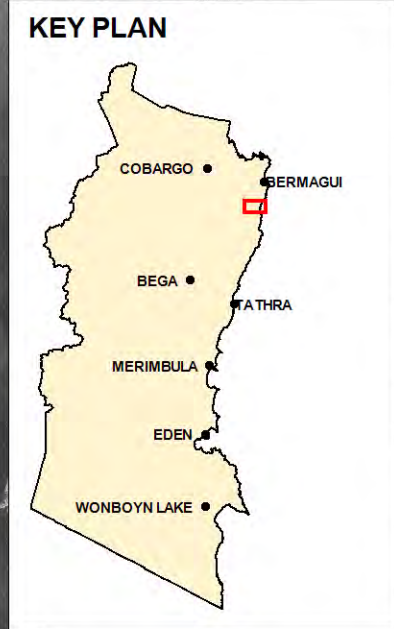 KEY PLAN
COBARGO
BERMAGUI
BEGA
TATHRA
MERIMBULA
EDEN
WONBOYN LAKE